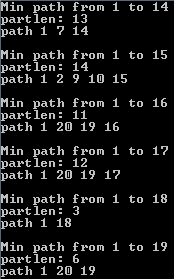 Min path from 1 to 14
partlen: 13
path 1 7 14
Min path from 1 to 15
partlen: 14
path 1 2 9 10 15
Min path from 1 to 16
partlen: 11
path 1 20 19 16
Min path from 1 to 17
partlen: 12
path 1 20 19 17
Min path from 1 to 18
partlen: 3
path 1 18
Min path from 1 to 19
partlen: 6
path 1 20 19